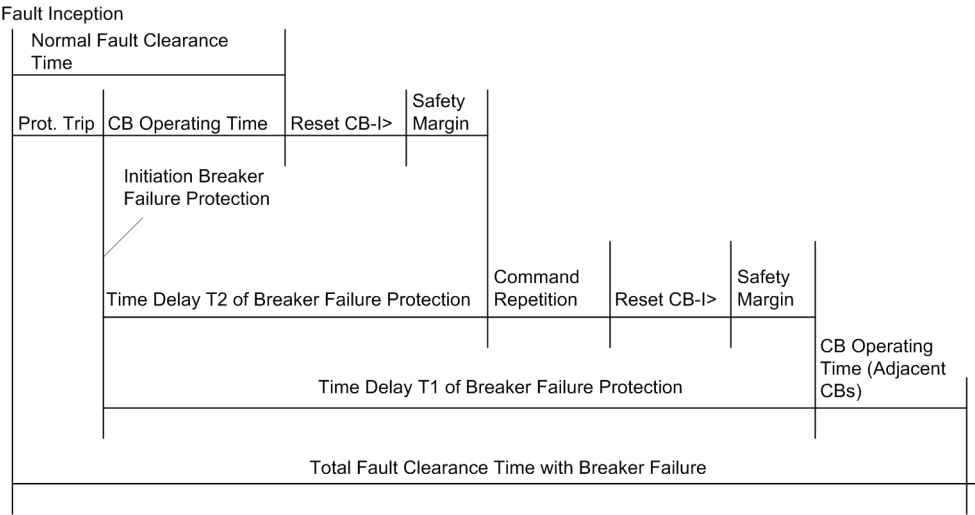 Fault Inception
Normal Fault Clearance
Time
Prot. Trip
CB Operating Time
Reset CB-I>
Safety
Margin
Initiation Breaker
Failure Protection
Time Delay T2 of Breaker Failure Protection
Command
Repetition
Reset CB-I>
Safety
Margin
CB Operating
Time (Adjacent
CBs)
Time Delay T1 of Breaker Failure Protection
Total Fault Clearance Time with Breaker Failure